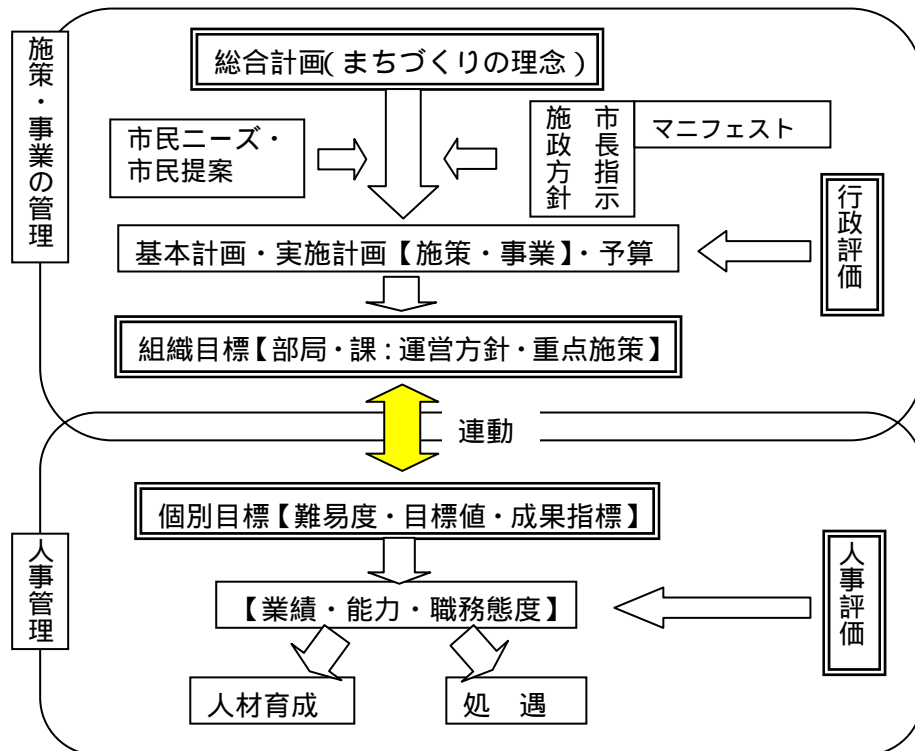 施策・事業の管理
総合計画(まちづくりの理念)
市民ニーズ・
市民提案
市長指示
施政方針
マニフェスト
行政評価
基本計画・実施計画【施策・事業】・予算
組織目標【部局・課:運営方針・重点施策】
連動
人事管理
個別目標【難易度・目標値・成果指標】
人事評価
【業績・能力・職務態度】
人材育成
処　遇